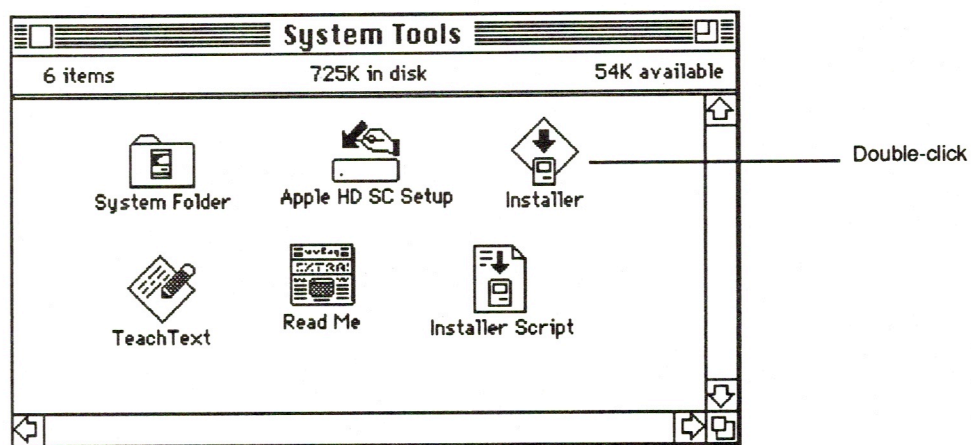 System Tools
6 items 725K in disk 54K available
Double-click
System Folder Apple HD SC Setup Installer
EXTRA!
TeachText Read Me Installer Script